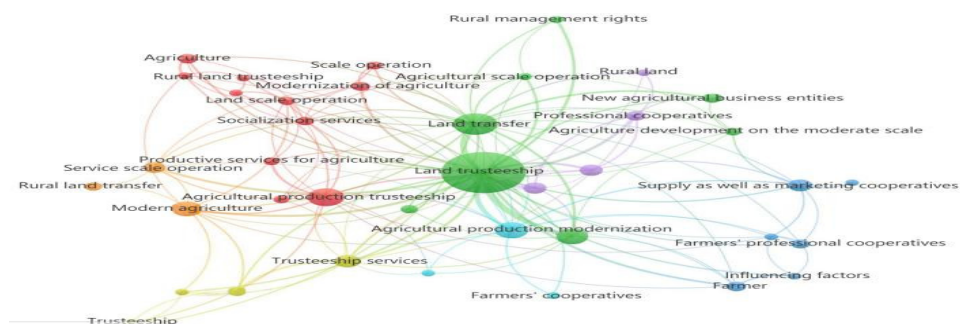 Rural management rights
Agriculture
Scale operation
Rural land trusteeship
Agricultural scale operation
Rural land
Modernization of agriculture
Land scale operation
New agricultural business entities
Socialization services
Land transfer
Professional cooperatives
Agriculture development on the moderate scale
Productive services for agriculture
Service scale operation
Land trusteeship
Rural land transfer
Supply as well as marketing cooperatives
Agricultural production trusteeship
Modern agriculture
Agricultural production modernization
Farmers' professional cooperatives
Trusteeship services
Influencing factors
Farmer
Farmers' cooperatives
Trusteeship